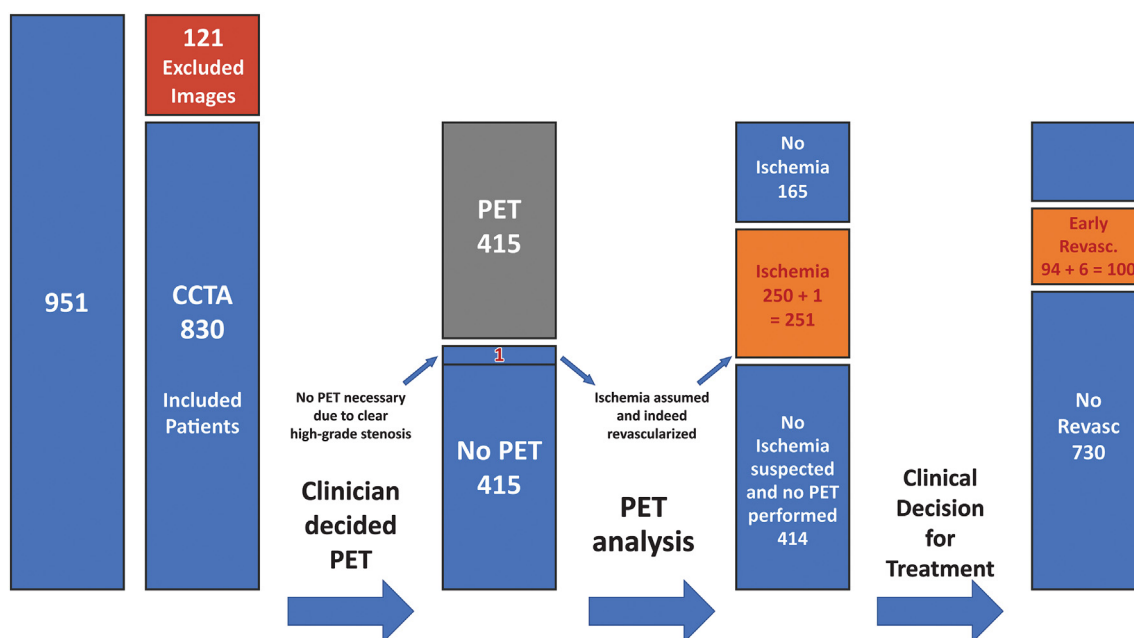 951
121
Excluded
Images
CCTA
830
Included
Patients
No PET necessary
due to clear
high-grade stenosis
Clinician
decided
PET
PET
415
1
No PET
415
Ischemia assumed
and indeed
revascularized
PET
analysis
No
Ischemia
165
Ischemia
250 + 1
= 251
No
Ischemia
suspected
and no PET
performed
414
Clinical
Decision
for
Treatment
Early
Revasc.
94 + 6 = 100
No
Revasc
730